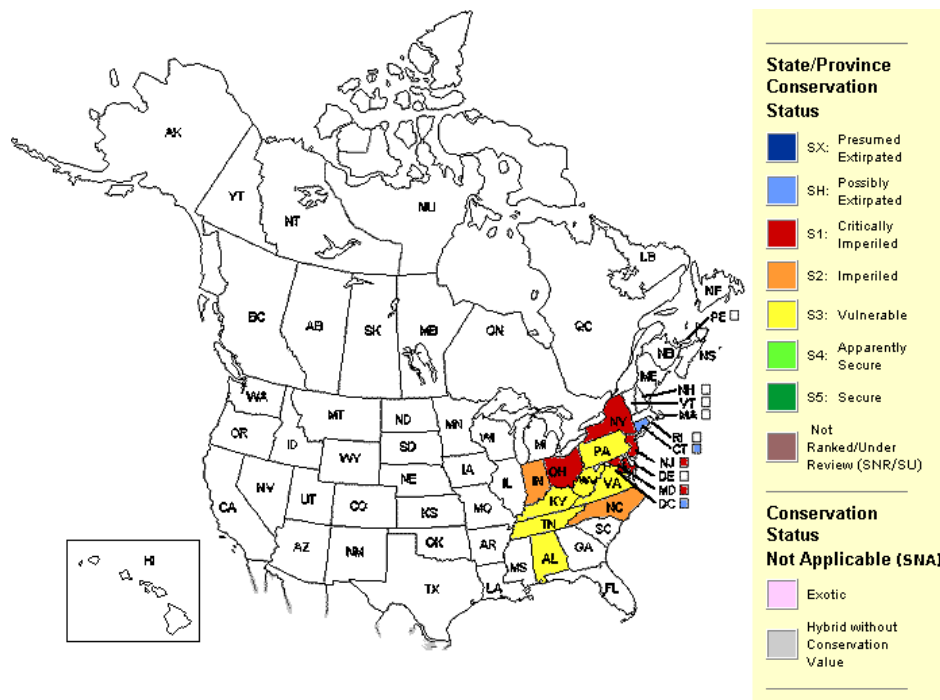 AK
YT
NT
NU
BC
AB
SK
MB
ON
QC
LB
NF
PE
NB
NS
ME
NH
VT
MA
RI
CT
NJ
DE
MD
DC
WA
OR
CA
ID
NV
MT
WY
UT
AZ
CO
NM
ND
SD
NE
KS
OK
TX
MN
IA
MO
AR
LA
WI
IL
MI
IN
OH
KY
TN
MS
AL
GA
FL
SC
NC
VA
WV
PA
NY
HI
State/Province
Conservation
Status
SX: Presumed
Extirpated
SH: Possibly
Extirpated
S1: Critically
Imperiled
S2: Imperiled
S3: Vulnerable
S4: Apparently
Secure
S5: Secure
Not
Ranked/Under
Review (SNR/SU)
Conservation
Status
Not Applicable (SNA)
Exotic
Hybrid without
Conservation
Value